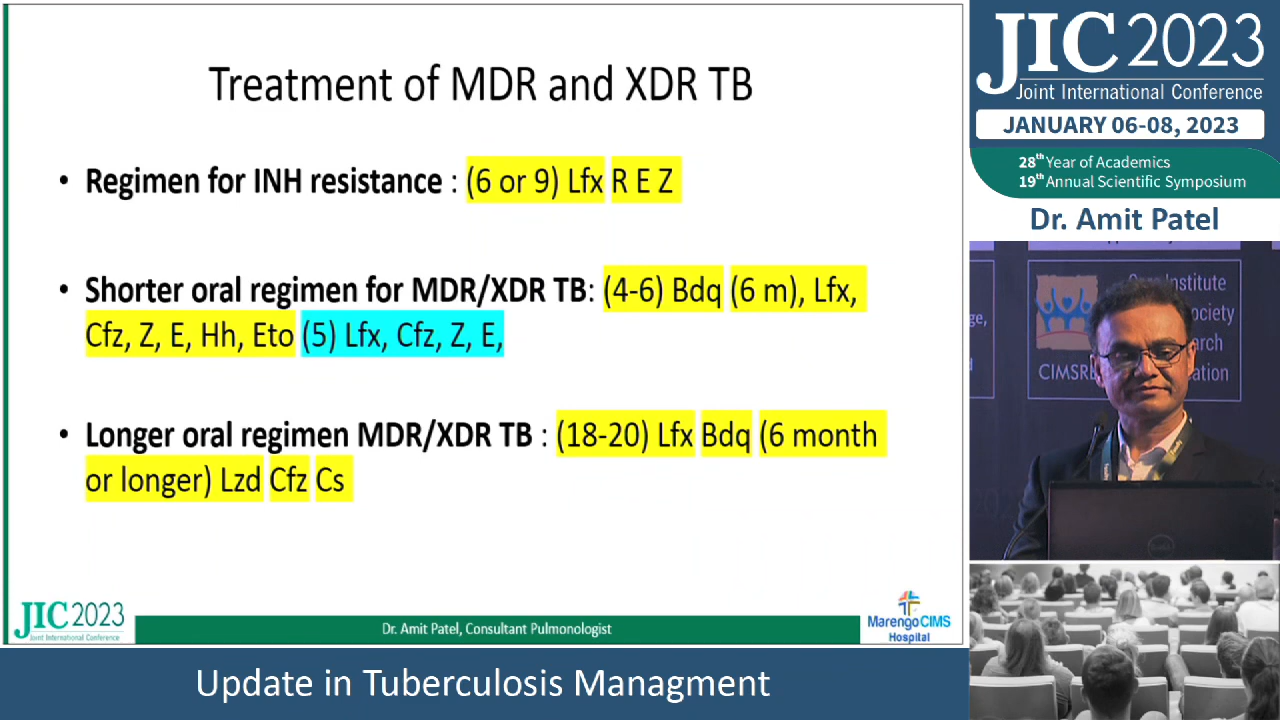 Treatment of MDR and XDR TB
• Regimen for INH resistance : (6 or 9) Lfx R E Z
• Shorter oral regimen for MDR/XDR TB: (4-6) Bdq (6 m), Lfx,
Cfz, Z, E, Hh, Eto (5) Lfx, Cfz, Z, E,
• Longer oral regimen MDR/XDR TB : (18-20) Lfx Bdq (6 month
or longer) Lzd Cfz Cs
JIC 2023
Joint International Conference
Dr. Amit Patel, Consultant Pulmonologist
Marengo CIMS
Hospital
Update in Tuberculosis Managment
JIC 2023
Joint International Conference
JANUARY 06-08, 2023
28th Year of Academics
19th Annual Scientific Symposium
Dr. Amit Patel
Care Institute
Society
CIMSRE